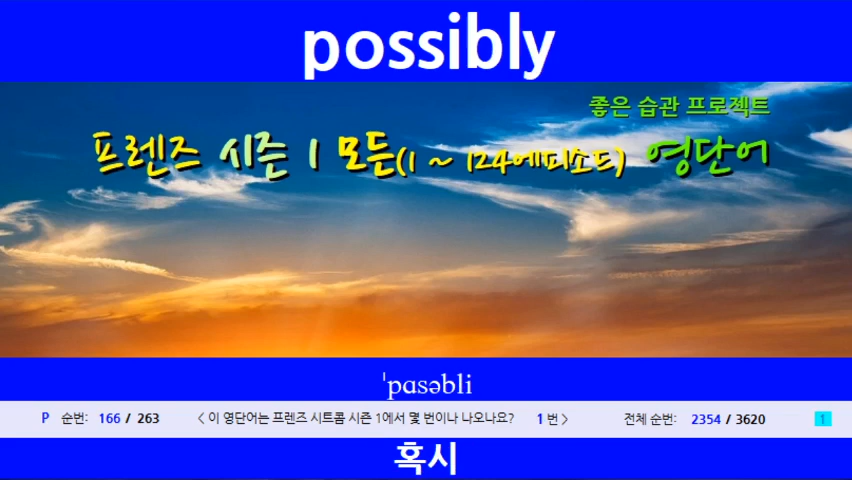 possibly
좋은 습관 프로젝트
프렌즈 시즌 1 모든(1 ~ 124에피소드) 영단어
ˈpɑsəbli
P 순번: 166 / 263 < 이 영단어는 프렌즈 시트콤 시즌 1에서 몇 번이나 나오나요? 1 번 > 전체 순번: 2354 / 3620 1
혹시